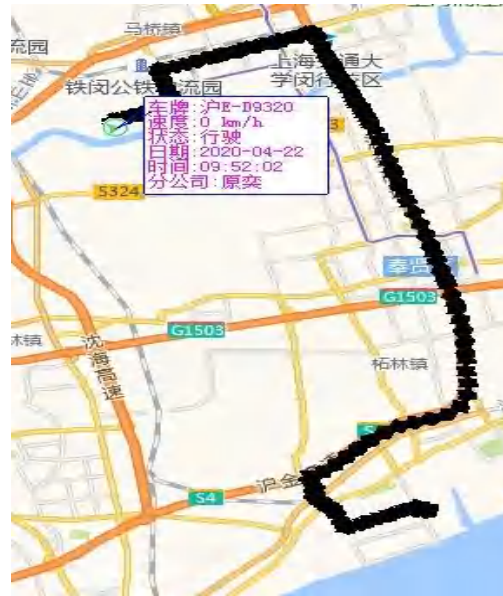 马桥镇
流园
上海交通大
学闵行校区
铁闵公铁物流园
车牌:沪E-D9320
速度:0 km/h
状态:行驶
日期:2020-04-22
时间:09:52:02
分公司:原奕
S324
奉贤
G1503
G1503
林镇
沈海高速
柘林镇
沪金
S4